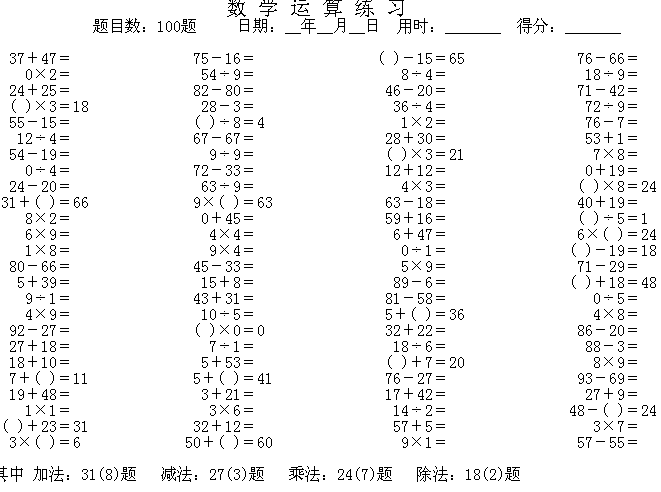 数学运算练习
题目数：100题 日期：__年__月__日 用时：_______ 得分：_______
37＋47＝ 75－16＝ ( )－15＝65 76－66＝
0×2＝ 54÷9＝ 8÷4＝ 18÷9＝
24＋25＝ 82－80＝ 46－20＝ 71－42＝
( )×3＝18 28－3＝ 36÷4＝ 72÷9＝
55－15＝ ( )÷8＝4 1×2＝ 76－7＝
12÷4＝ 67－67＝ 28＋30＝ 53＋1＝
54－19＝ 9÷9＝ ( )×3＝21 7×8＝
0÷4＝ 72－33＝ 12＋12＝ 0＋19＝
24－20＝ 63÷9＝ 4×3＝ ( )×8＝24
31＋( )＝66 9×( )＝63 63－18＝ 40＋19＝
8×2＝ 0＋45＝ 59＋16＝ ( )÷5＝1
6×9＝ 4×4＝ 6＋47＝ 6×( )＝24
1×8＝ 9×4＝ 0÷1＝ ( )－19＝18
80－66＝ 45－33＝ 5×9＝ 71－29＝
5＋39＝ 15＋8＝ 89－6＝ ( )＋18＝48
9÷1＝ 43＋31＝ 81－58＝ 0÷5＝
4×9＝ 10÷5＝ 5＋( )＝36 4×8＝
92－27＝ ( )×0＝0 32＋22＝ 86－20＝
27＋18＝ 7÷1＝ 18÷6＝ 88－3＝
18＋10＝ 5＋53＝ ( )＋7＝20 8×9＝
7＋( )＝11 5＋( )＝41 76－27＝ 93－69＝
19＋48＝ 3＋21＝ 17＋42＝ 27＋9＝
1×1＝ 3×6＝ 14÷2＝ 48－( )＝24
( )＋23＝31 32＋12＝ 57＋5＝ 3×7＝
3×( )＝6 50＋( )＝60 9×1＝ 57－55＝
其中 加法：31(8)题 减法：27(3)题 乘法：24(7)题 除法：18(2)题